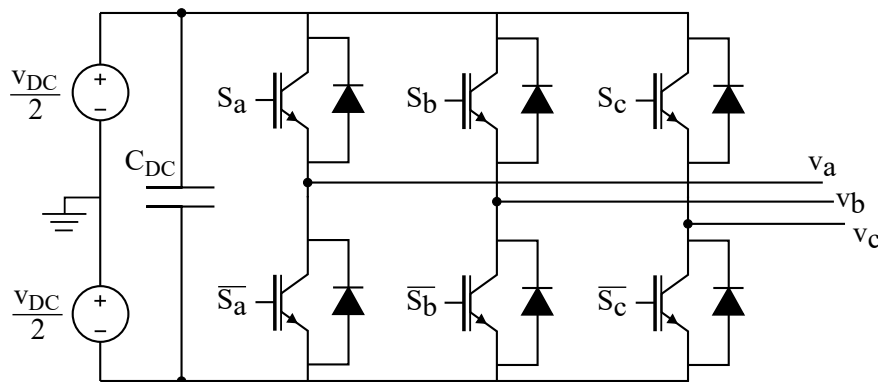 v_DC/2
C_DC
v_DC/2
S_a
S_b
S_c
v_a
v_b
v_c
S̅_a
S̅_b
S̅_c
+
−
+
−